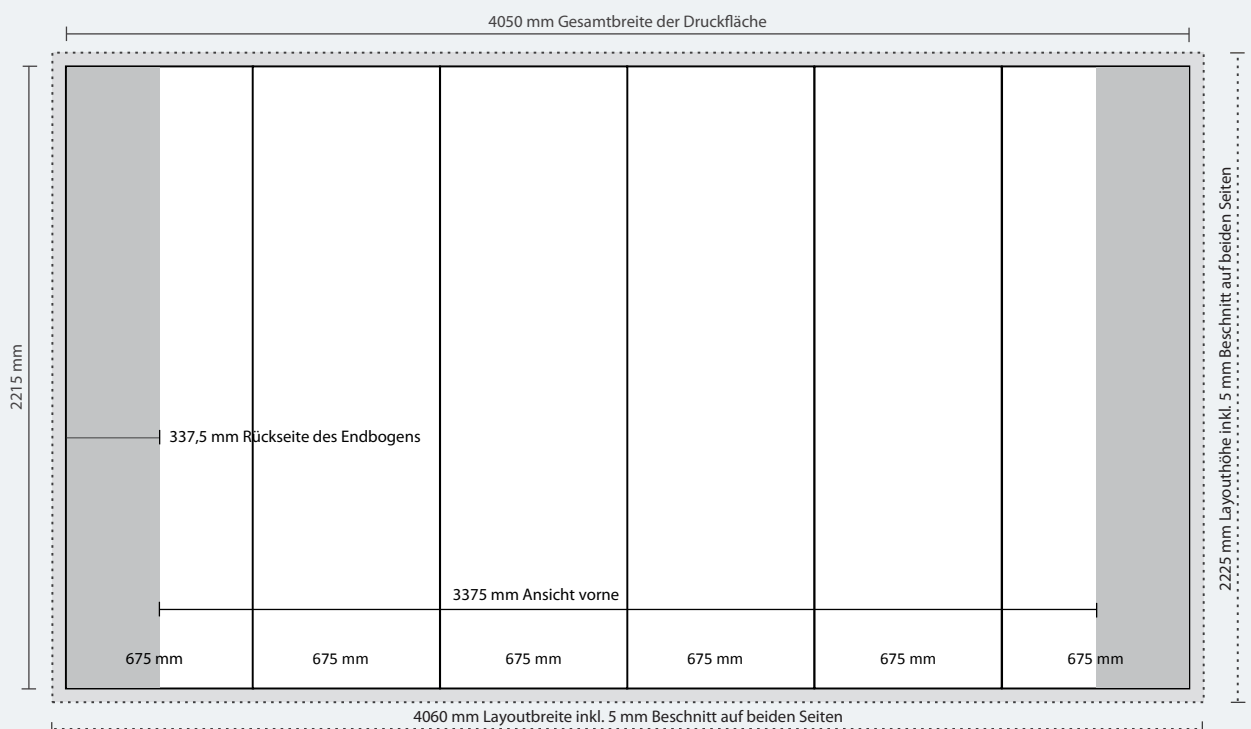 4050 mm Gesamtbreite der Druckfläche
2215 mm
2225 mm Layouthöhe inkl. 5 mm Beschnitt auf beiden Seiten
337,5 mm Rückseite des Endbogens
3375 mm Ansicht vorne
675 mm 675 mm 675 mm 675 mm 675 mm 675 mm
4060 mm Layoutbreite inkl. 5 mm Beschnitt auf beiden Seiten